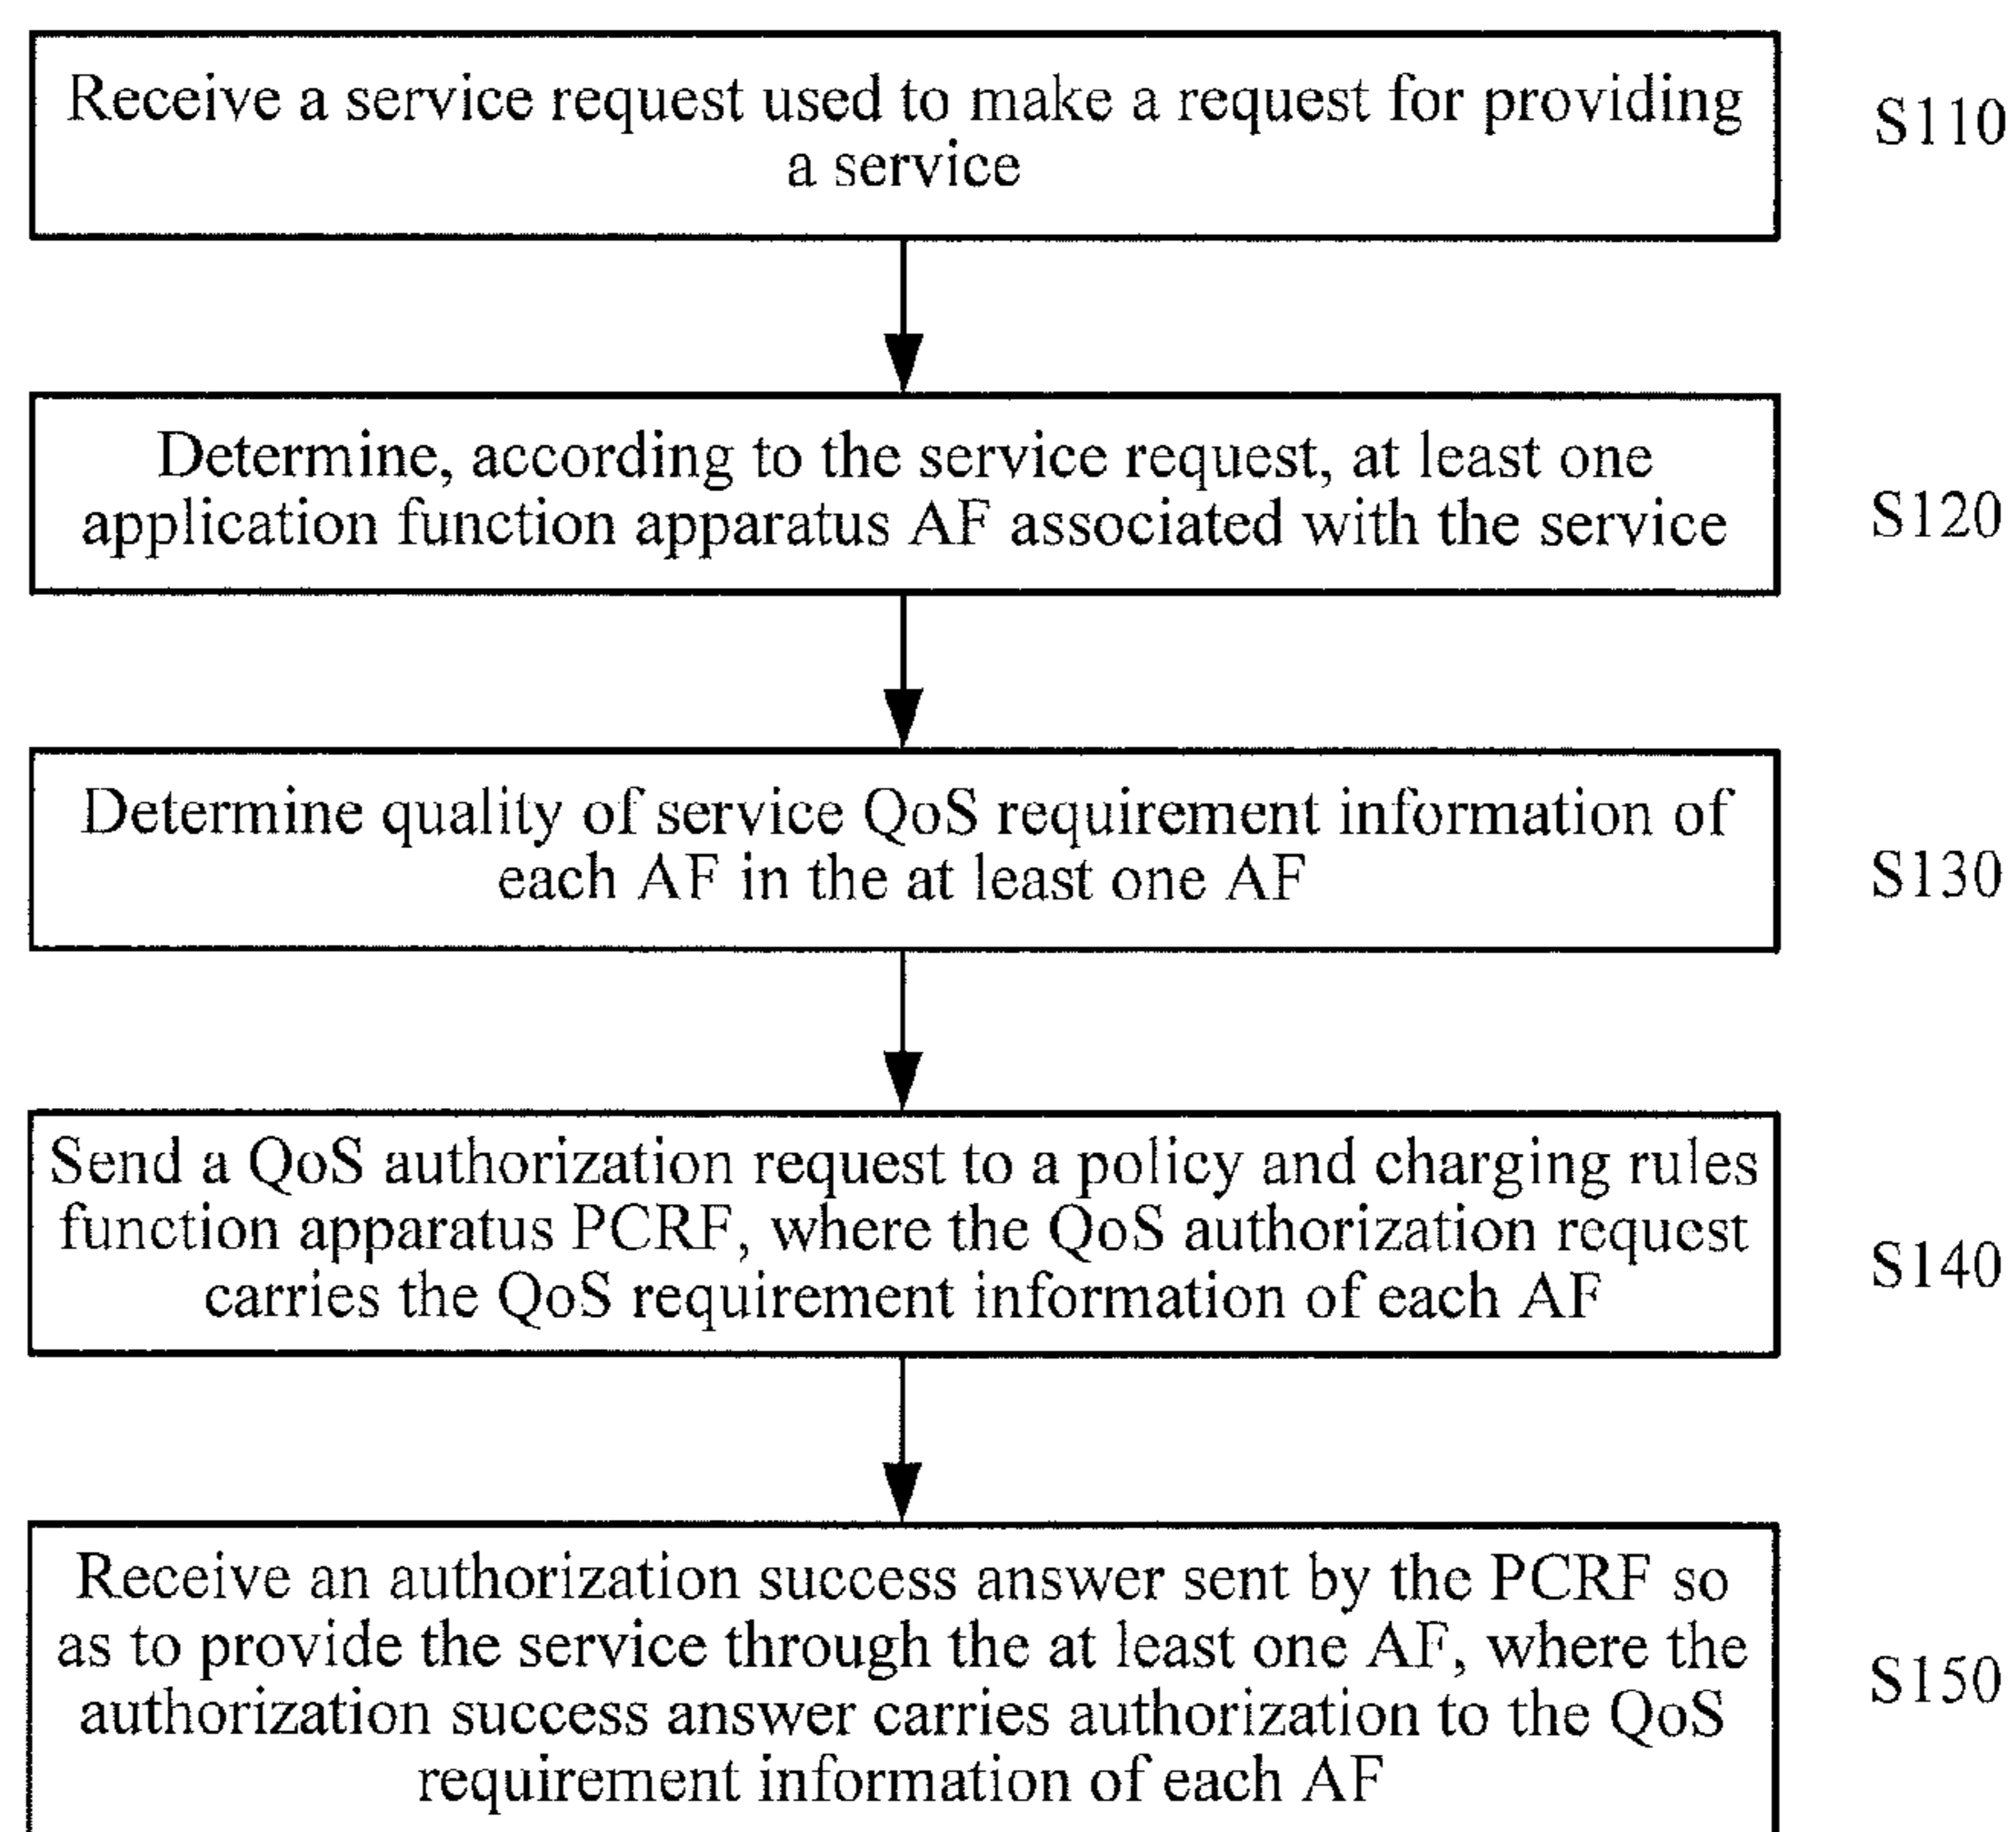 Receive a service request used to make a request for providing
a service
S110
Determine, according to the service request, at least one
application function apparatus AF associated with the service
S120
Determine quality of service QoS requirement information of
each AF in the at least one AF
S130
Send a QoS authorization request to a policy and charging rules
function apparatus PCRF, where the QoS authorization request
carries the QoS requirement information of each AF
S140
Receive an authorization success answer sent by the PCRF so
as to provide the service through the at least one AF, where the
authorization success answer carries authorization to the QoS
requirement information of each AF
S150